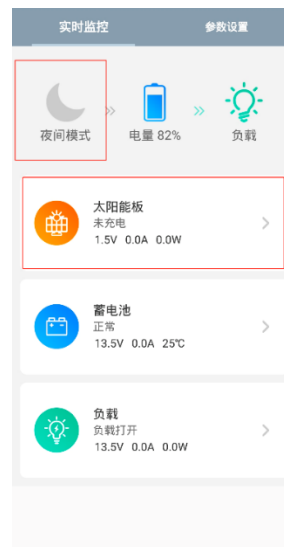 实时监控 参数设置
夜间模式 电量 82% 负载
太阳能板
未充电
1.5V 0.0A 0.0W
蓄电池
正常
13.5V 0.0A 25℃
负载
负载打开
13.5V 0.0A 0.0W